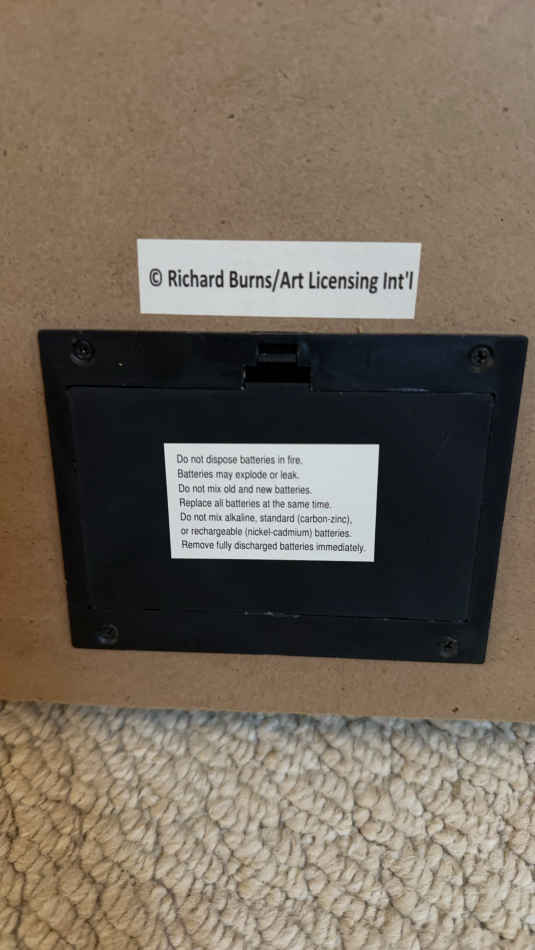 © Richard Burns/Art Licensing Int'l
Do not dispose batteries in fire.
Batteries may explode or leak.
Do not mix old and new batteries.
Replace all batteries at the same time.
Do not mix alkaline, standard (carbon-zinc),
or rechargeable (nickel-cadmium) batteries.
Remove fully discharged batteries immediately.